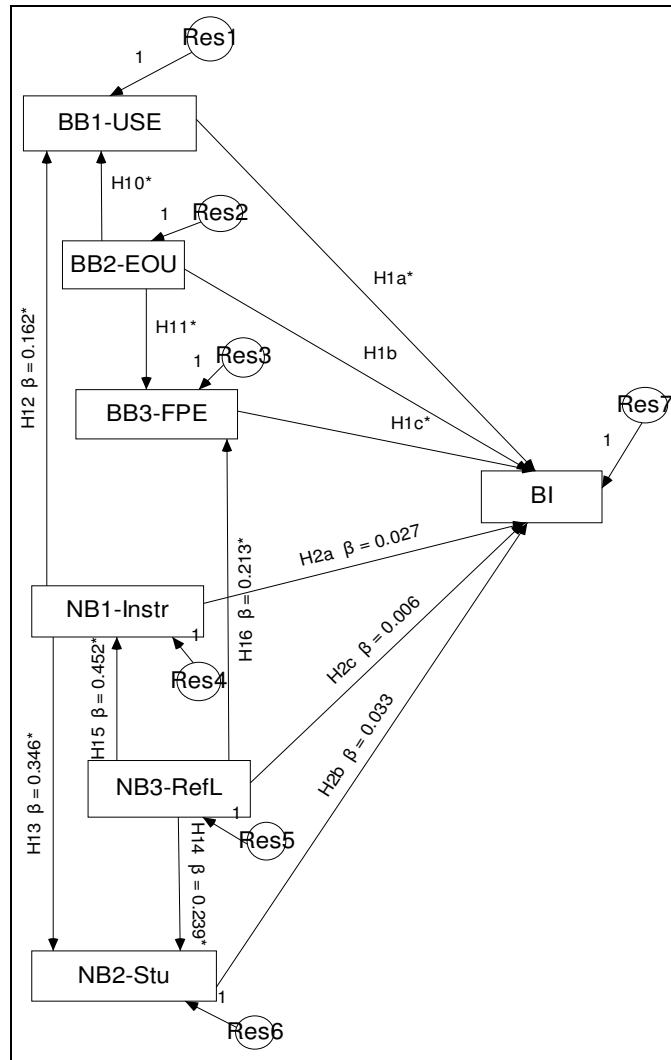 Res1
1
BB1-USE
H10*
Res2
1
BB2-EOU
H1a*
H11*
H1b
Res3
1
H12 β = 0.162*
BB3-FPE
H1c*
Res7
1
BI
H2a β = 0.027
H16 β = 0.213*
NB1-Instr
1
Res4
H15 β = 0.452*
H2c β = 0.006
H2b β = 0.033
H13 β = 0.346*
NB3-RefL
1
Res5
H14 β = 0.239*
NB2-Stu
1
Res6